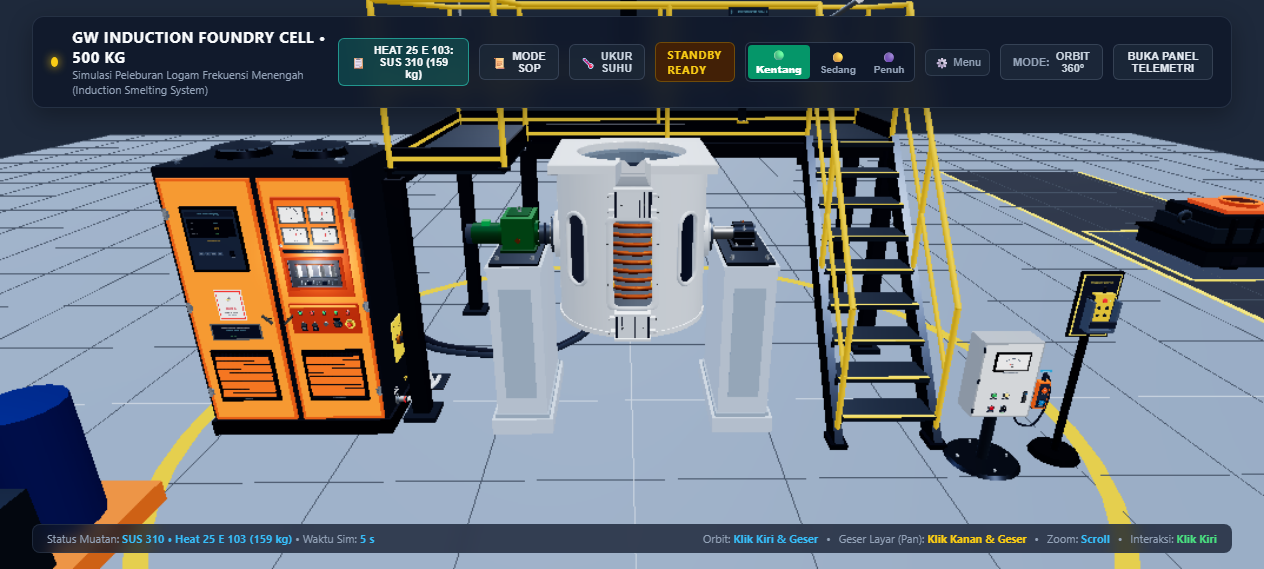 GW INDUCTION FOUNDRY CELL •
500 KG
Simulasi Peleburan Logam Frekuensi Menengah
(Induction Smelting System)
HEAT 25 E 103:
SUS 310 (159
kg)
MODE
SOP
UKUR
SUHU
STANDBY
READY
Kentang
Sedang
Penuh
Menu
MODE: ORBIT
360°
BUKA PANEL
TELEMETRI
Status Muatan: SUS 310 • Heat 25 E 103 (159 kg) • Waktu Sim: 5 s
Orbit: Klik Kiri & Geser • Geser Layar (Pan): Klik Kanan & Geser • Zoom: Scroll • Interaksi: Klik Kiri